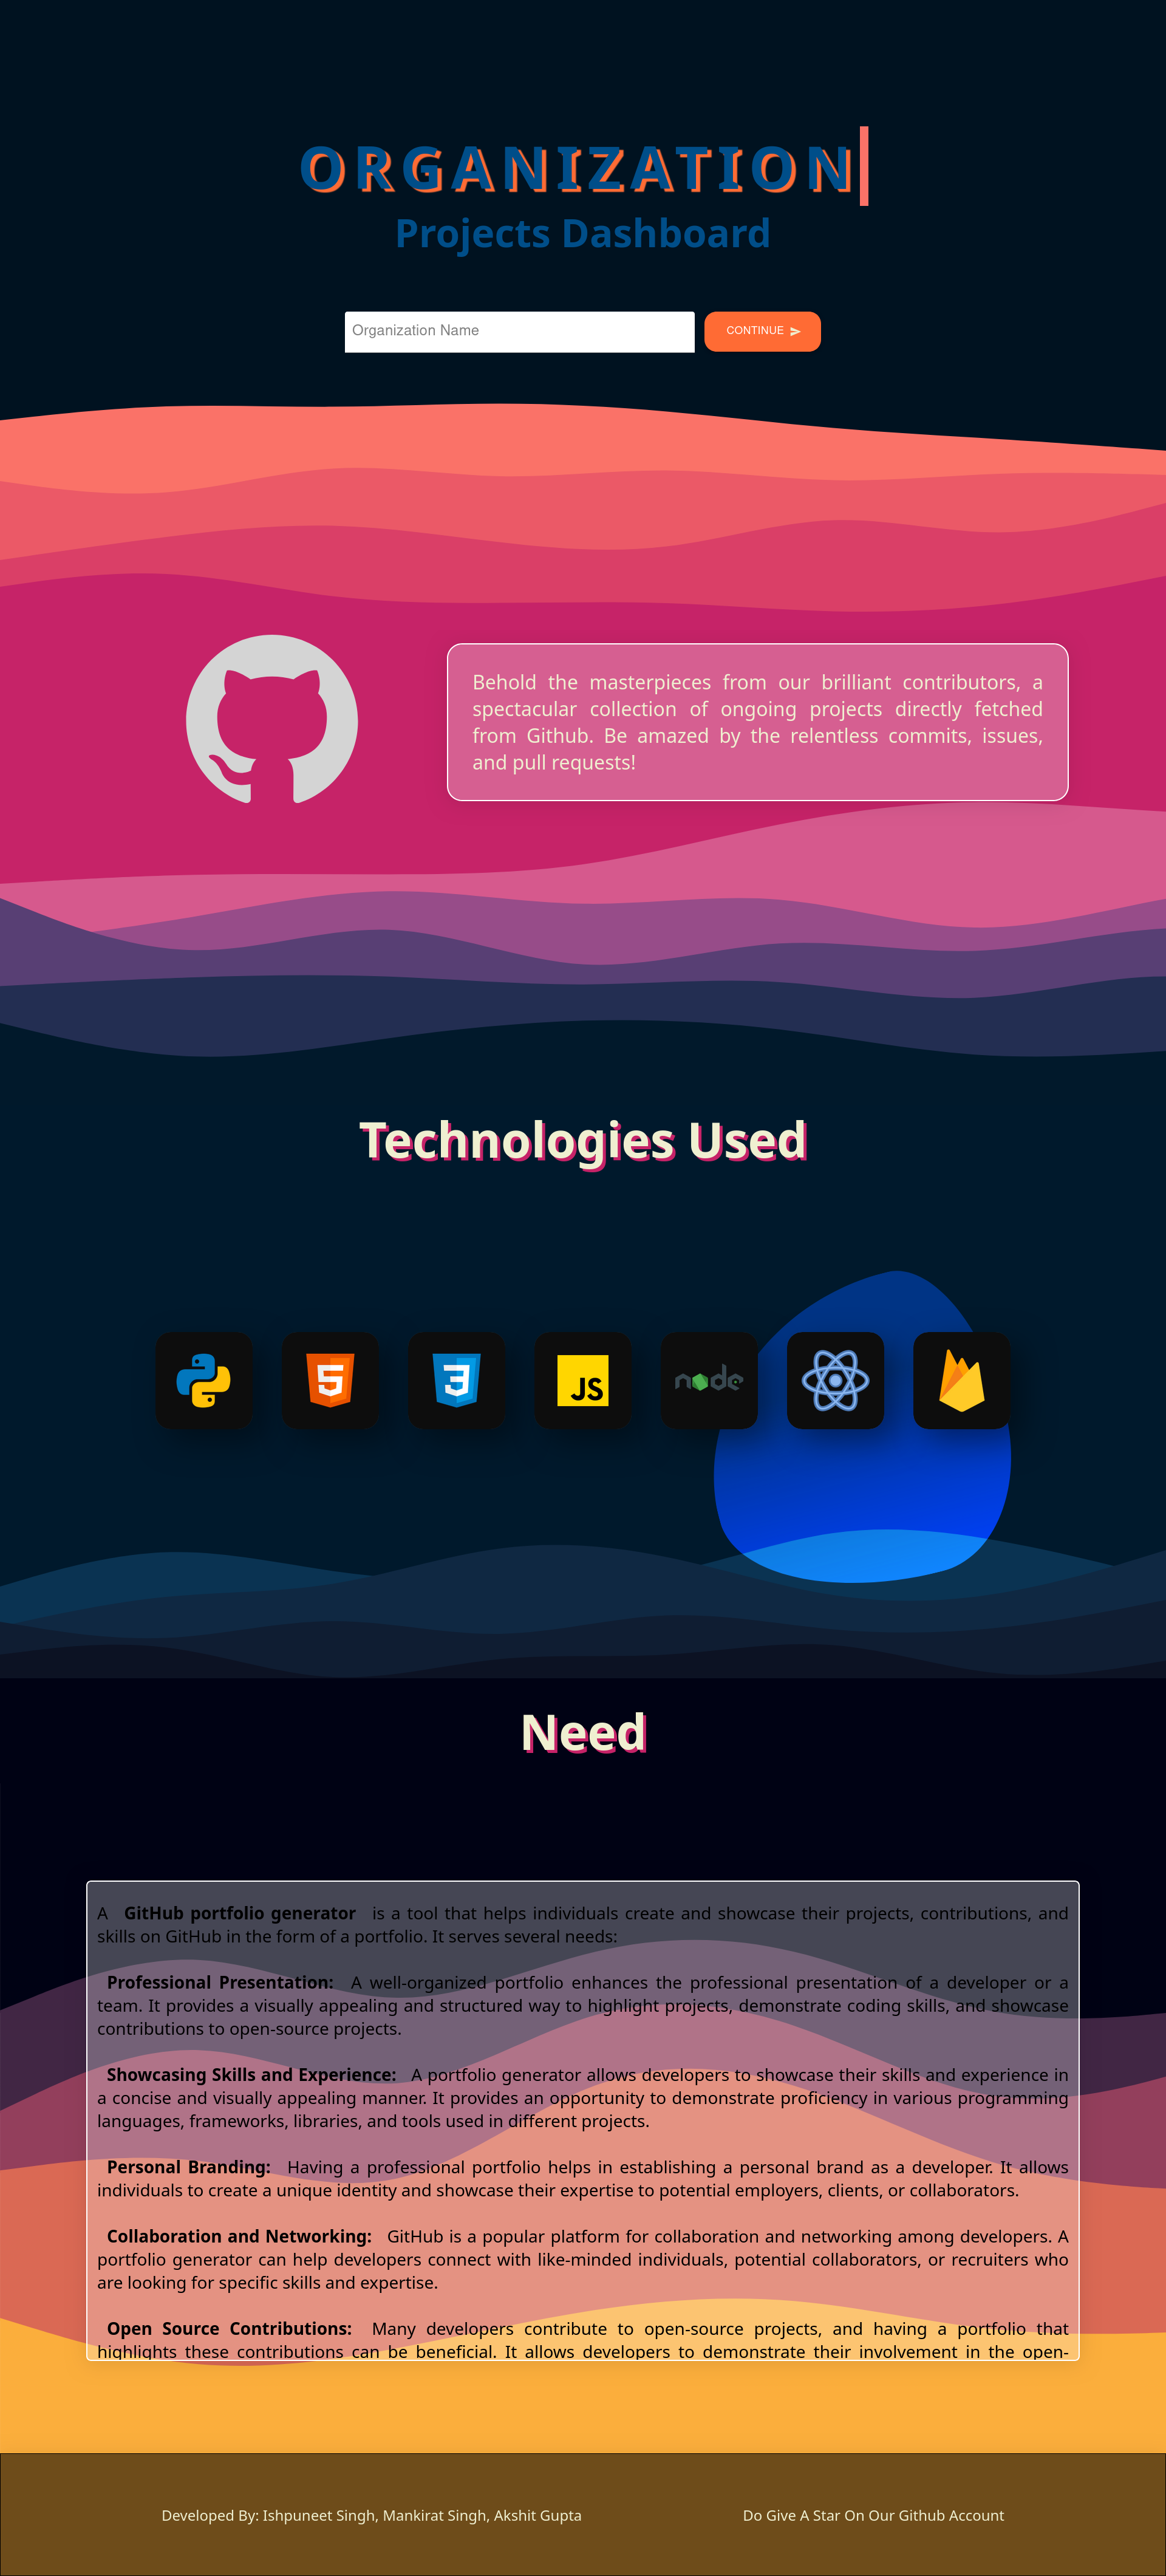 ORGANIZATION
Projects Dashboard
Organization Name
CONTINUE
Behold the masterpieces from our brilliant contributors, a
spectacular collection of ongoing projects directly fetched
from Github. Be amazed by the relentless commits, issues,
and pull requests!
Technologies Used
5
3
JS
node
Need
A GitHub portfolio generator is a tool that helps individuals create and showcase their projects, contributions, and
skills on GitHub in the form of a portfolio. It serves several needs:
Professional Presentation: A well-organized portfolio enhances the professional presentation of a developer or a
team. It provides a visually appealing and structured way to highlight projects, demonstrate coding skills, and showcase
contributions to open-source projects.
Showcasing Skills and Experience: A portfolio generator allows developers to showcase their skills and experience in
a concise and visually appealing manner. It provides an opportunity to demonstrate proficiency in various programming
languages, frameworks, libraries, and tools used in different projects.
Personal Branding: Having a professional portfolio helps in establishing a personal brand as a developer. It allows
individuals to create a unique identity and showcase their expertise to potential employers, clients, or collaborators.
Collaboration and Networking: GitHub is a popular platform for collaboration and networking among developers. A
portfolio generator can help developers connect with like-minded individuals, potential collaborators, or recruiters who
are looking for specific skills and expertise.
Open Source Contributions: Many developers contribute to open-source projects, and having a portfolio that
highlights these contributions can be beneficial. It allows developers to demonstrate their involvement in the open-
Developed By: Ishpuneet Singh, Mankirat Singh, Akshit Gupta
Do Give A Star On Our Github Account